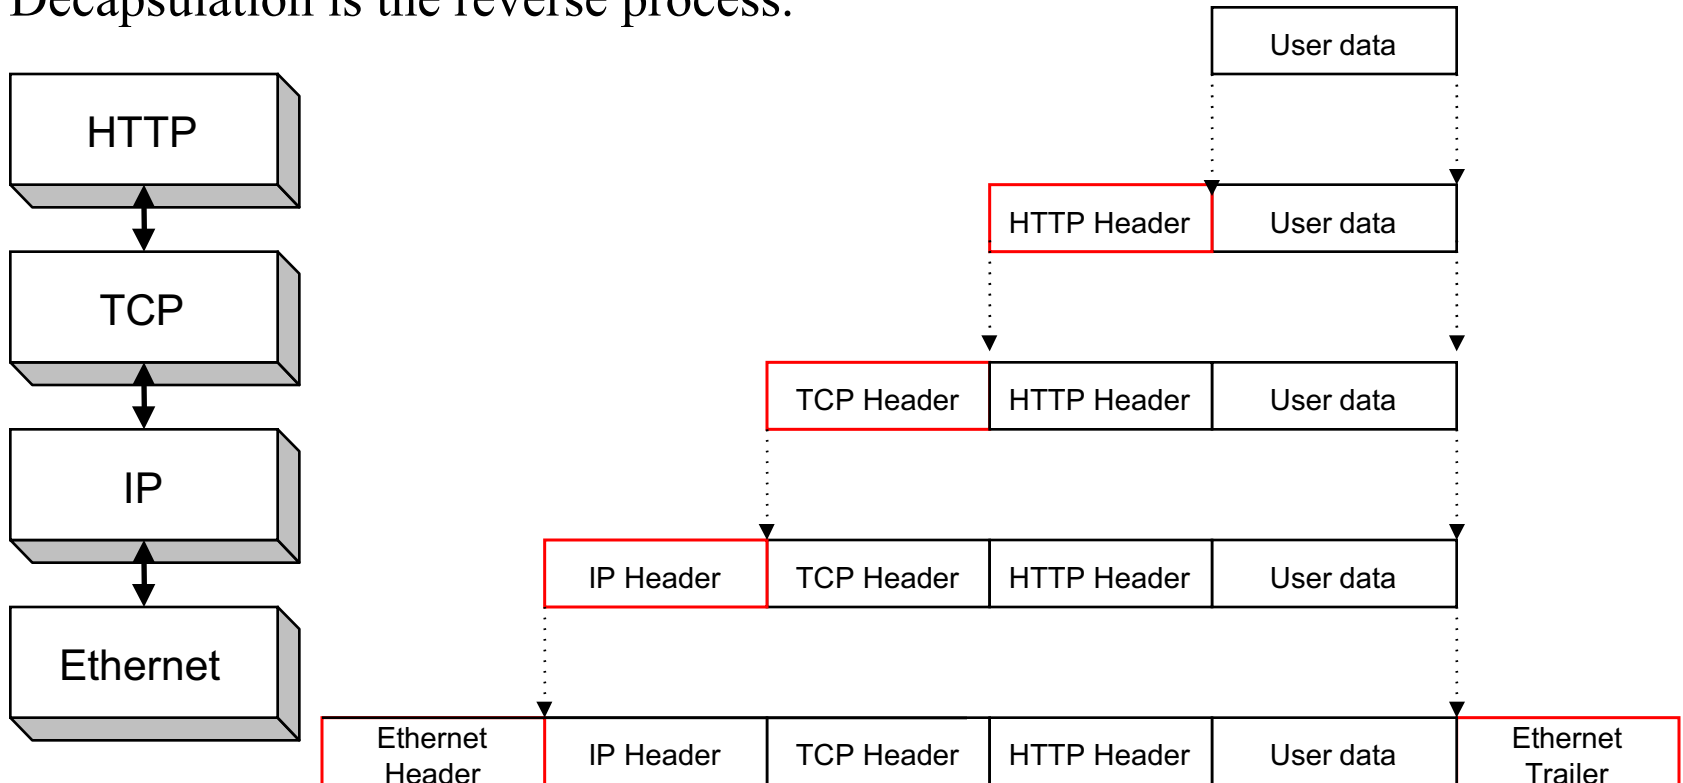 Decapsulation is the reverse process.
User data
HTTP
HTTP Header User data
TCP
TCP Header HTTP Header User data
IP
IP Header TCP Header HTTP Header User data
Ethernet
Ethernet
Header
IP Header TCP Header HTTP Header User data
Ethernet
Trailer